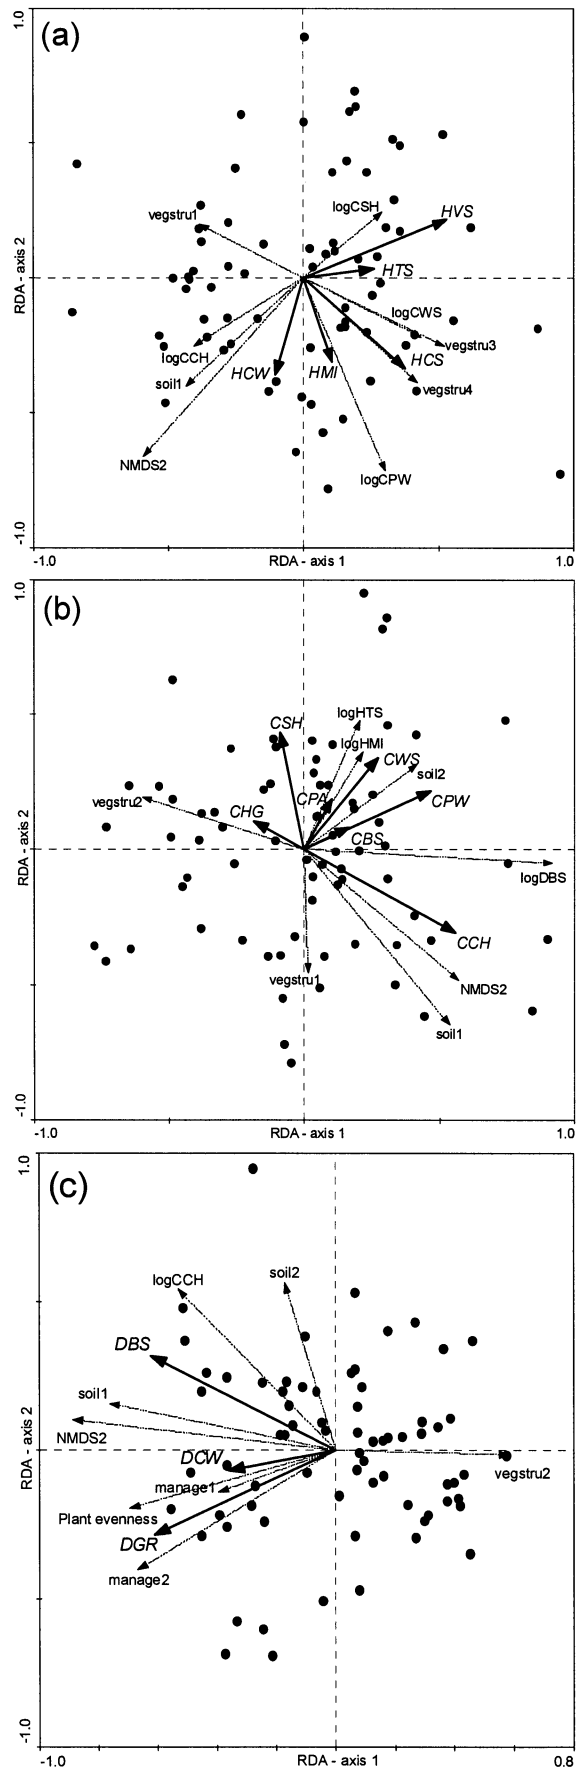 (a)
1.0
RDA - axis 2
-1.0
-1.0
RDA - axis 1
1.0
vegstru1
logCSH
HVS
HTS
logCWS
vegstru3
HCS
vegstru4
logCCH
soil1
HCW
HMI
NMDS2
logCPW
(b)
1.0
RDA - axis 2
-1.0
-1.0
RDA - axis 1
1.0
logHTS
CSH
logHMI
CWS
soil2
vegstru2
CPA
CPW
CHG
CBS
logDBS
CCH
vegstru1
NMDS2
soil1
(c)
1.0
RDA - axis 2
-1.0
-1.0
RDA - axis 1
0.8
logCCH
soil2
DBS
soil1
NMDS2
DCW
vegstru2
manage1
Plant evenness
DGR
manage2